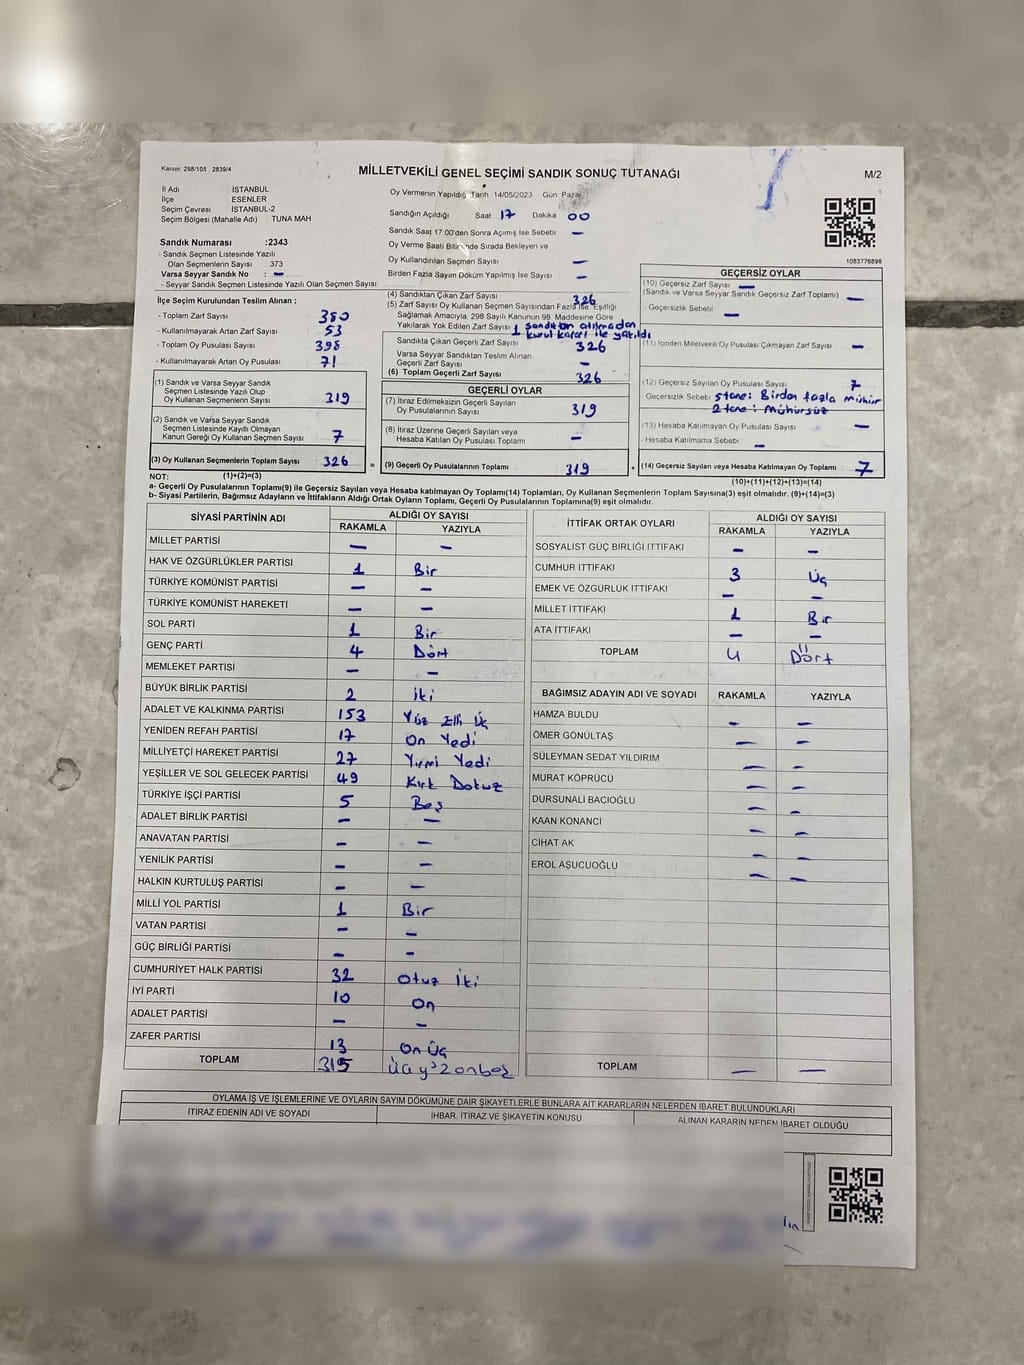 Kanun: 298/105 , 2839/4
MİLLETVEKİLİ GENEL SEÇİMİ SANDIK SONUÇ TUTANAĞI
M/2
İl Adı İSTANBUL
İlçe ESENLER
Seçim Çevresi İSTANBUL-2
Seçim Bölgesi (Mahalle Adı) TUNA MAH
Sandık Numarası :2343
- Sandık Seçmen Listesinde Yazılı
Olan Seçmenlerin Sayısı : 373
Varsa Seyyar Sandık No : -
- Seyyar Sandık Seçmen Listesinde Yazılı Olan Seçmen Sayısı
Oy Vermenin Yapıldığı Tarih 14/05/2023 Gün Pazar
Sandığın Açıldığı Saat 17 Dakika 00
Sandık Saat 17:00'den Sonra Açımış İse Sebebi -
Oy Verme Saati Bitiminde Sırada Bekleyen ve
Oy Kullandırılan Seçmen Sayısı -
Birden Fazla Sayım Döküm Yapılmış İse Sayısı -
1083776898
İlçe Seçim Kurulundan Teslim Alınan ;
- Toplam Zarf Sayısı : 380
- Kullanılmayarak Artan Zarf Sayısı : 53
- Toplam Oy Pusulası Sayısı : 398
- Kullanılmayarak Artan Oy Pusulası : 71
(1) Sandık ve Varsa Seyyar Sandık
Seçmen Listesinde Yazılı Olup
Oy Kullanan Seçmenlerin Sayısı : 319
(2) Sandık ve Varsa Seyyar Sandık
Seçmen Listesinde Kayıtlı Olmayan
Kanun Gereği Oy Kullanan Seçmen Sayısı : 7
(3) Oy Kullanan Seçmenlerin Toplam Sayısı : 326
(1)+(2)=(3)
(4) Sandıktan Çıkan Zarf Sayısı 326
(5) Zarf Sayısı Oy Kullanan Seçmen Sayısından Fazla İse, Eşitliği
Sağlamak Amacıyla, 298 Sayılı Kanunun 98. Maddesine Göre
Yakılarak Yok Edilen Zarf Sayısı 1 sandıktan atılmadan
kurul kararı ile yakıldı
Sandıkta Çıkan Geçerli Zarf Sayısı 326
Varsa Seyyar Sandıktan Teslim Alınan
Geçerli Zarf Sayısı -
(6) Toplam Geçerli Zarf Sayısı 326
GEÇERLİ OYLAR
(7) İtiraz Edilmeksizin Geçerli Sayılan
Oy Pusulalarının Sayısı 319
(8) İtiraz Üzerine Geçerli Sayılan veya
Hesaba Katılan Oy Pusulası Toplamı -
= (9) Geçerli Oy Pusulalarının Toplamı 319
GEÇERSİZ OYLAR
(10) Geçersiz Zarf Sayısı -
(Sandık ve Varsa Seyyar Sandık Geçersiz Zarf Toplamı) -
- Geçersizlik Sebebi : -
(11) İçinden Milletvekili Oy Pusulası Çıkmayan Zarf Sayısı -
(12) Geçersiz Sayılan Oy Pusulası Sayısı 7
- Geçersizlik Sebebi : 5tane: Birden fazla mühür
2 tane : Mühürsüz
(13) Hesaba Katılmayan Oy Pusulası Sayısı -
- Hesaba Katılmama Sebebi : -
+ (14) Geçersiz Sayılan veya Hesaba Katılmayan Oy Toplamı 7
(10)+(11)+(12)+(13)=(14)
NOT:
a- Geçerli Oy Pusulalarının Toplamı(9) ile Geçersiz Sayılan veya Hesaba katılmayan Oy Toplamı(14) Toplamları, Oy Kullanan Seçmenlerin Toplam Sayısına(3) eşit olmalıdır. (9)+(14)=(3)
b- Siyasi Partilerin, Bağımsız Adayların ve İttifakların Aldığı Ortak Oyların Toplamı, Geçerli Oy Pusulalarının Toplamına(9) eşit olmalıdır.
SİYASİ PARTİNİN ADI ALDIĞI OY SAYISI
RAKAMLA YAZIYLA
MİLLET PARTİSİ - -
HAK VE ÖZGÜRLÜKLER PARTİSİ 1 Bir
TÜRKİYE KOMÜNİST PARTİSİ - -
TÜRKİYE KOMÜNİST HAREKETİ - -
SOL PARTİ 1 Bir
GENÇ PARTİ 4 Dört
MEMLEKET PARTİSİ - -
BÜYÜK BİRLİK PARTİSİ 2 iki
ADALET VE KALKINMA PARTİSİ 153 Yüz Elli Üç
YENİDEN REFAH PARTİSİ 17 On Yedi
MİLLİYETÇİ HAREKET PARTİSİ 27 Yirmi Yedi
YEŞİLLER VE SOL GELECEK PARTİSİ 49 Kırk Dokuz
TÜRKİYE İŞÇİ PARTİSİ 5 Beş
ADALET BİRLİK PARTİSİ - -
ANAVATAN PARTİSİ - -
YENİLİK PARTİSİ - -
HALKIN KURTULUŞ PARTİSİ - -
MİLLİ YOL PARTİSİ 1 Bir
VATAN PARTİSİ - -
GÜÇ BİRLİĞİ PARTİSİ - -
CUMHURİYET HALK PARTİSİ 32 Otuz iki
İYİ PARTİ 10 On
ADALET PARTİSİ - -
ZAFER PARTİSİ 13 On Üç
TOPLAM 315 Üçyüzonbeş
İTTİFAK ORTAK OYLARI ALDIĞI OY SAYISI
RAKAMLA YAZIYLA
SOSYALİST GÜÇ BİRLİĞİ İTTİFAKI - -
CUMHUR İTTİFAKI 3 Üç
EMEK VE ÖZGÜRLÜK İTTİFAKI - -
MİLLET İTTİFAKI 1 Bir
ATA İTTİFAKI - -
TOPLAM 4 Dört
BAĞIMSIZ ADAYIN ADI VE SOYADI RAKAMLA YAZIYLA
HAMZA BULDU - -
ÖMER GÖNÜLTAŞ - -
SÜLEYMAN SEDAT YILDIRIM - -
MURAT KÖPRÜCÜ - -
DURSUNALİ BACIOĞLU - -
KAAN KONANCİ - -
CİHAT AK - -
EROL AŞUCUOĞLU - -
TOPLAM - -
OYLAMA İŞ VE İŞLEMLERİNE VE OYLARIN SAYIM DÖKÜMÜNE DAİR ŞİKAYETLERLE BUNLARA AİT KARARLARIN NELERDEN İBARET BULUNDUKLARI
İTİRAZ EDENİN ADI VE SOYADI İHBAR, İTİRAZ VE ŞİKAYETİN KONUSU ALINAN KARARIN NEDEN İBARET OLDUĞU